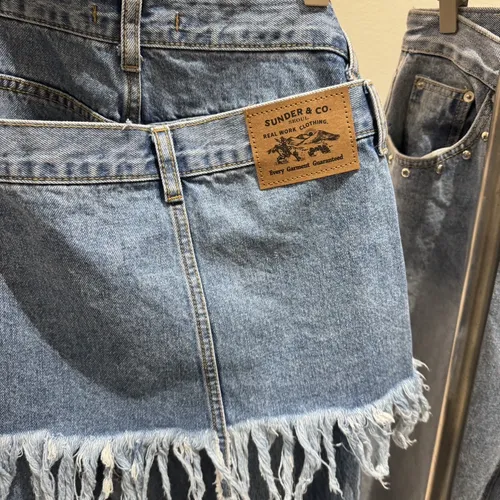 SUNDER & CO.
SEOUL
REAL WORK CLOTHING.
Every Garment Guaranteed